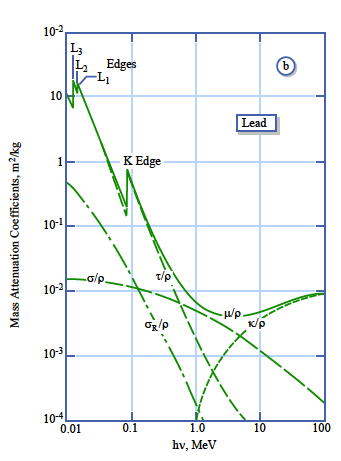 10-2
L3
L2
Edges
L1
b
10
Lead
1
K Edge
10-1
σ/ρ
τ/ρ
10-2
μ/ρ
σR/ρ
κ/ρ
10-3
10-4
0.01
0.1
1.0
10
100
hν, MeV
Mass Attenuation Coefficients, m2/kg